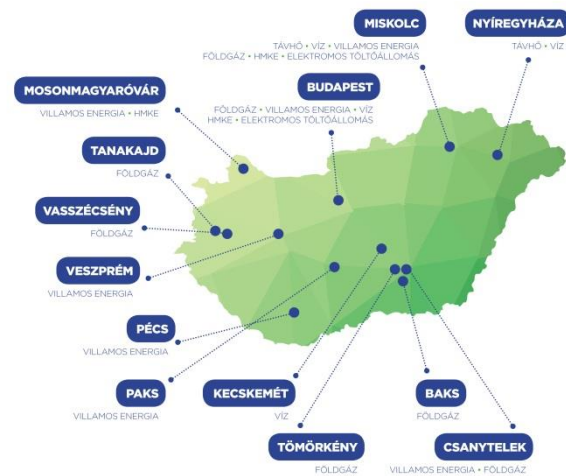 MISKOLC
TÁVHŐ • VÍZ • VILLAMOS ENERGIA
FÖLDGÁZ • HMKE • ELEKTROMOS TÖLTŐÁLLOMÁS
NYÍREGYHÁZA
TÁVHŐ • VÍZ
MOSONMAGYARÓVÁR
VILLAMOS ENERGIA • HMKE
BUDAPEST
FÖLDGÁZ • VILLAMOS ENERGIA • VÍZ
HMKE • ELEKTROMOS TÖLTŐÁLLOMÁS
TANAKAJD
FÖLDGÁZ
VASSZÉCSÉNY
FÖLDGÁZ
VESZPRÉM
VILLAMOS ENERGIA
PÉCS
VILLAMOS ENERGIA
PAKS
VILLAMOS ENERGIA
KECSKEMÉT
VÍZ
BAKS
FÖLDGÁZ
TÖMÖRKÉNY
FÖLDGÁZ
CSANYTELEK
VILLAMOS ENERGIA • FÖLDGÁZ